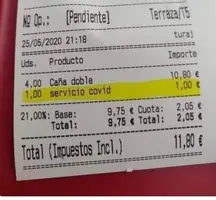 Nº Op.: [Pendiente] Terraza/T5
25/05/2020 21:18 turaj
Uds. Producto Importe
4,00 Caña doble 10,80 €
1,00 servicio covid 1,00 €
21,00%: Base: 9,75 € Cuota: 2,05 €
Total: 9,75 € Total: 2,05 €
Total (Impuestos Incl.) 11,80 €